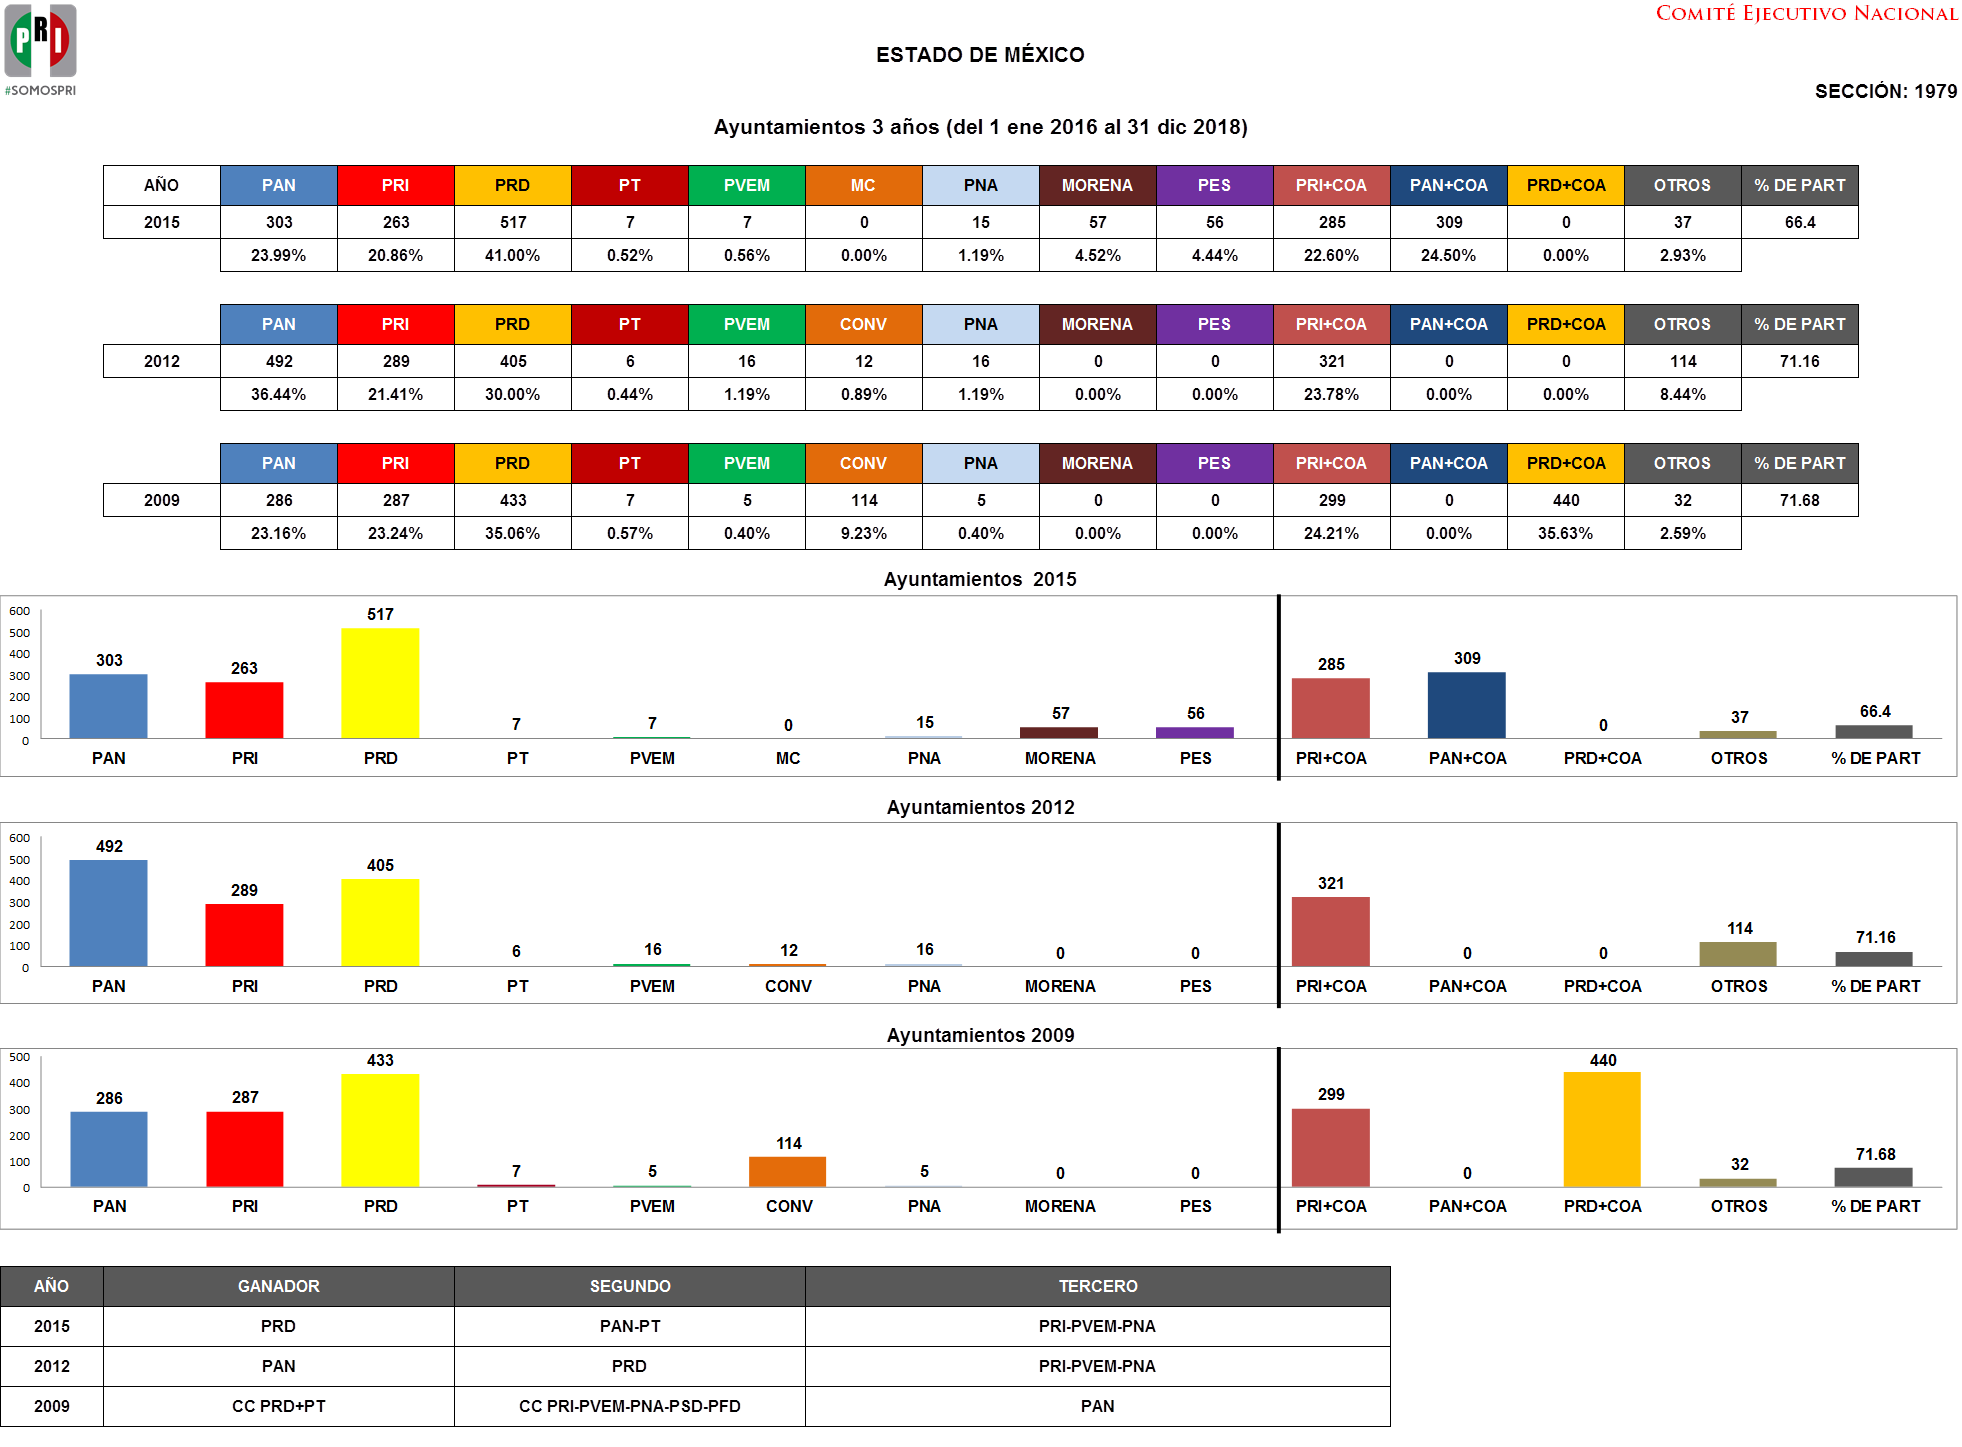 PRI
#SOMOSPRI
COMITÉ EJECUTIVO NACIONAL
ESTADO DE MÉXICO
SECCIÓN: 1979
Ayuntamientos 3 años (del 1 ene 2016 al 31 dic 2018)
AÑO PAN PRI PRD PT PVEM MC PNA MORENA PES PRI+COA PAN+COA PRD+COA OTROS % DE PART
2015 303 263 517 7 7 0 15 57 56 285 309 0 37 66.4
23.99% 20.86% 41.00% 0.52% 0.56% 0.00% 1.19% 4.52% 4.44% 22.60% 24.50% 0.00% 2.93%
PAN PRI PRD PT PVEM CONV PNA MORENA PES PRI+COA PAN+COA PRD+COA OTROS % DE PART
2012 492 289 405 6 16 12 16 0 0 321 0 0 114 71.16
36.44% 21.41% 30.00% 0.44% 1.19% 0.89% 1.19% 0.00% 0.00% 23.78% 0.00% 0.00% 8.44%
PAN PRI PRD PT PVEM CONV PNA MORENA PES PRI+COA PAN+COA PRD+COA OTROS % DE PART
2009 286 287 433 7 5 114 5 0 0 299 0 440 32 71.68
23.16% 23.24% 35.06% 0.57% 0.40% 9.23% 0.40% 0.00% 0.00% 24.21% 0.00% 35.63% 2.59%
Ayuntamientos 2015
600
500
400
300
200
100
0
303 263 517 7 7 0 15 57 56 285 309 0 37 66.4
PAN PRI PRD PT PVEM MC PNA MORENA PES PRI+COA PAN+COA PRD+COA OTROS % DE PART
Ayuntamientos 2012
600
500
400
300
200
100
0
492 289 405 6 16 12 16 0 0 321 0 0 114 71.16
PAN PRI PRD PT PVEM CONV PNA MORENA PES PRI+COA PAN+COA PRD+COA OTROS % DE PART
Ayuntamientos 2009
500
400
300
200
100
0
286 287 433 7 5 114 5 0 0 299 0 440 32 71.68
PAN PRI PRD PT PVEM CONV PNA MORENA PES PRI+COA PAN+COA PRD+COA OTROS % DE PART
AÑO GANADOR SEGUNDO TERCERO
2015 PRD PAN-PT PRI-PVEM-PNA
2012 PAN PRD PRI-PVEM-PNA
2009 CC PRD+PT CC PRI-PVEM-PNA-PSD-PFD PAN